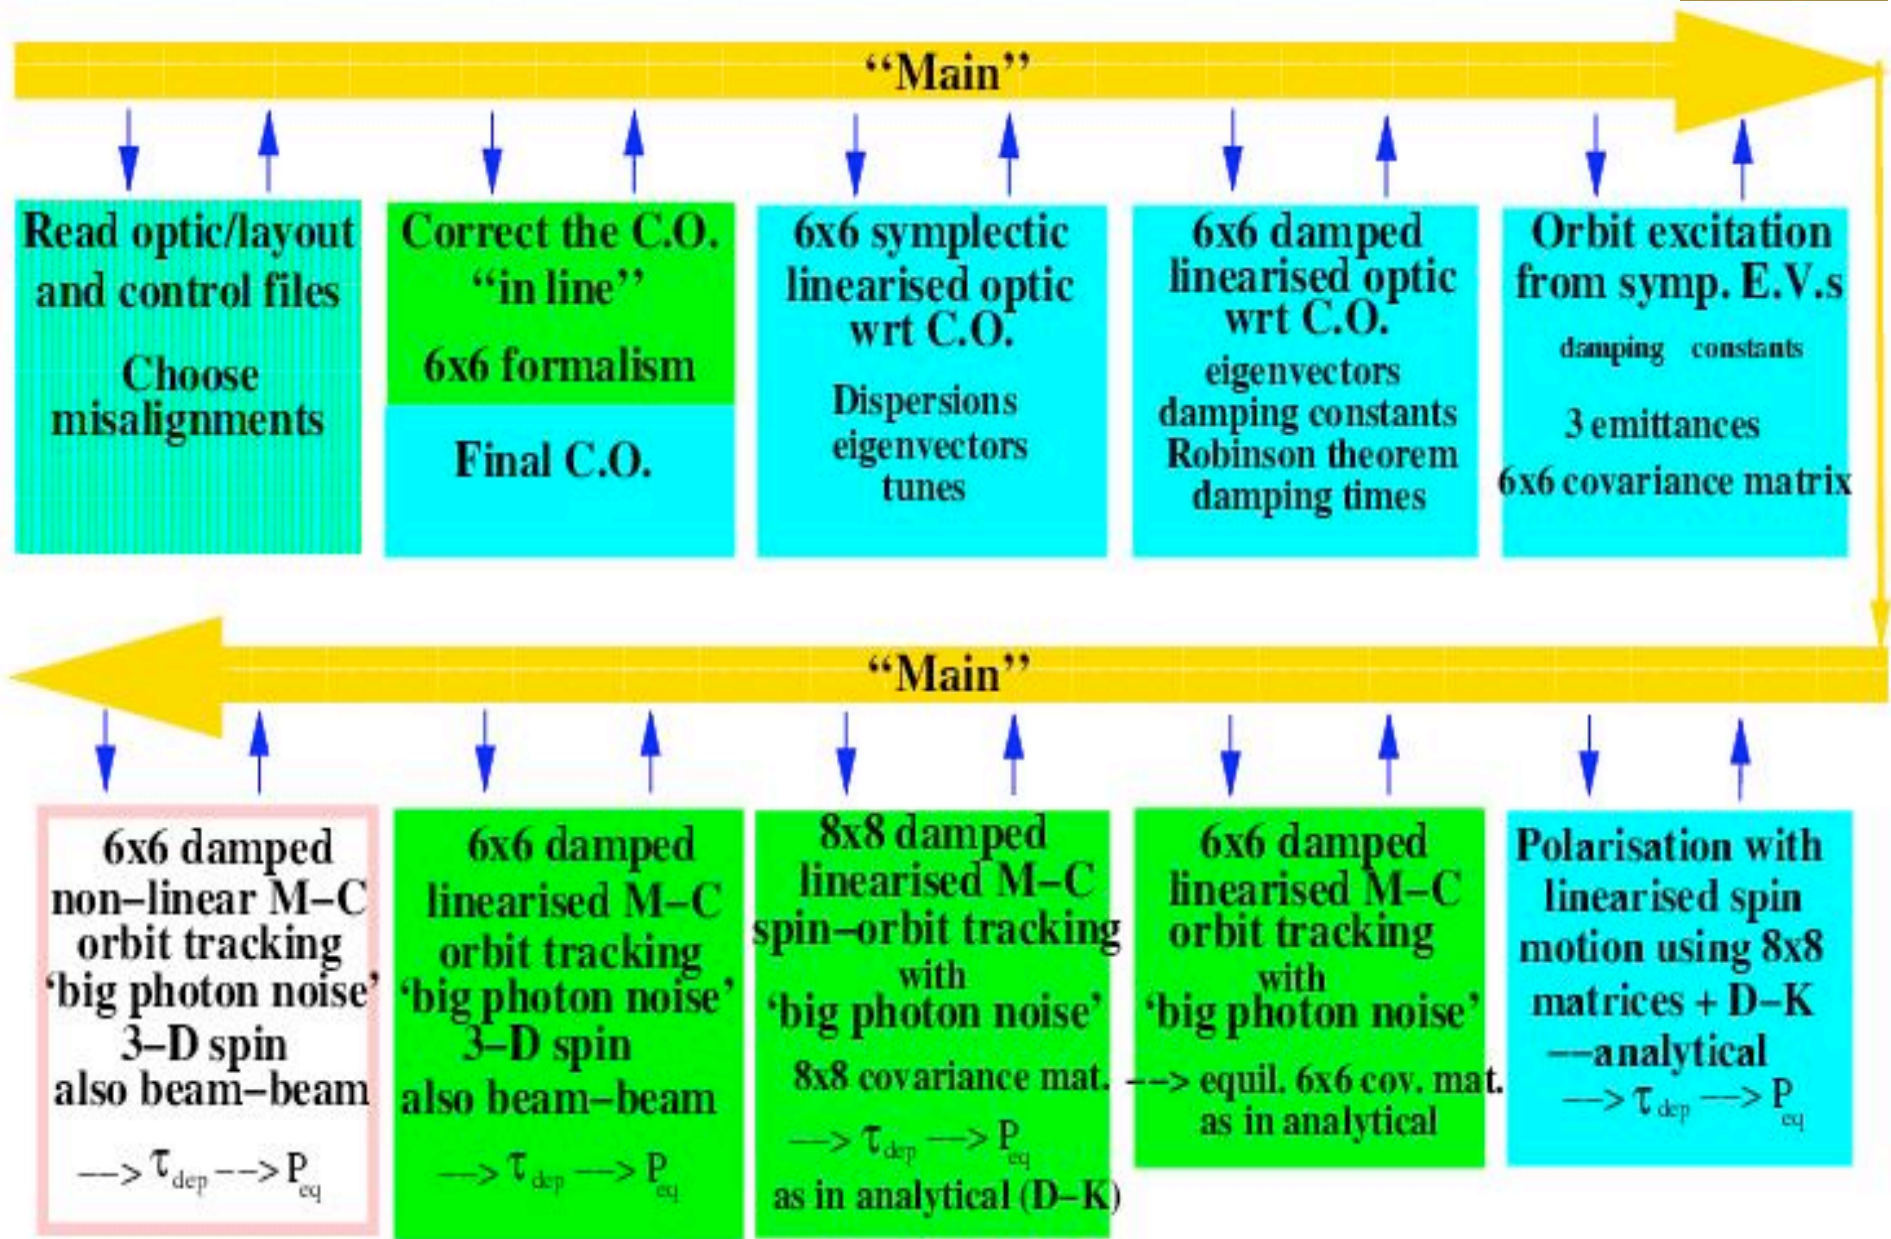 “Main”
Read optic/layout
and control files
Choose
misalignments
Correct the C.O.
“in line”
6x6 formalism
Final C.O.
6x6 symplectic
linearised optic
wrt C.O.
Dispersions
eigenvectors
tunes
6x6 damped
linearised optic
wrt C.O.
eigenvectors
damping constants
Robinson theorem
damping times
Orbit excitation
from symp. E.V.s
damping constants
3 emittances
6x6 covariance matrix
“Main”
6x6 damped
non–linear M–C
orbit tracking
‘big photon noise’
3–D spin
also beam–beam
––> τdep ––> Peq
6x6 damped
linearised M–C
orbit tracking
‘big photon noise’
3–D spin
also beam–beam
––> τdep ––> Peq
8x8 damped
linearised M–C
spin–orbit tracking
with
‘big photon noise’
8x8 covariance mat.
––> τdep ––> Peq
as in analytical (D–K)
6x6 damped
linearised M–C
orbit tracking
with
‘big photon noise’
––> equil. 6x6 cov. mat.
as in analytical
Polarisation with
linearised spin
motion using 8x8
matrices + D–K
––analytical
––> τdep ––> Peq